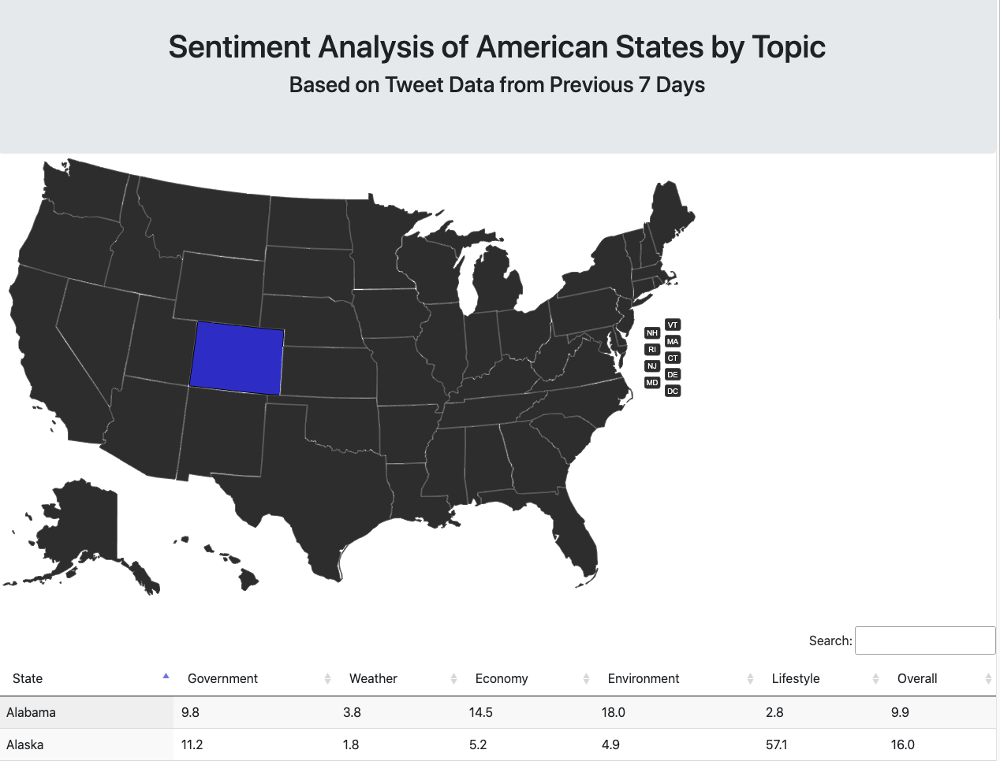 Sentiment Analysis of American States by Topic
Based on Tweet Data from Previous 7 Days
VT
NH
MA
RI
CT
NJ
DE
MD
DC
Search:
State Government Weather Economy Environment Lifestyle Overall
Alabama 9.8 3.8 14.5 18.0 2.8 9.9
Alaska 11.2 1.8 5.2 4.9 57.1 16.0